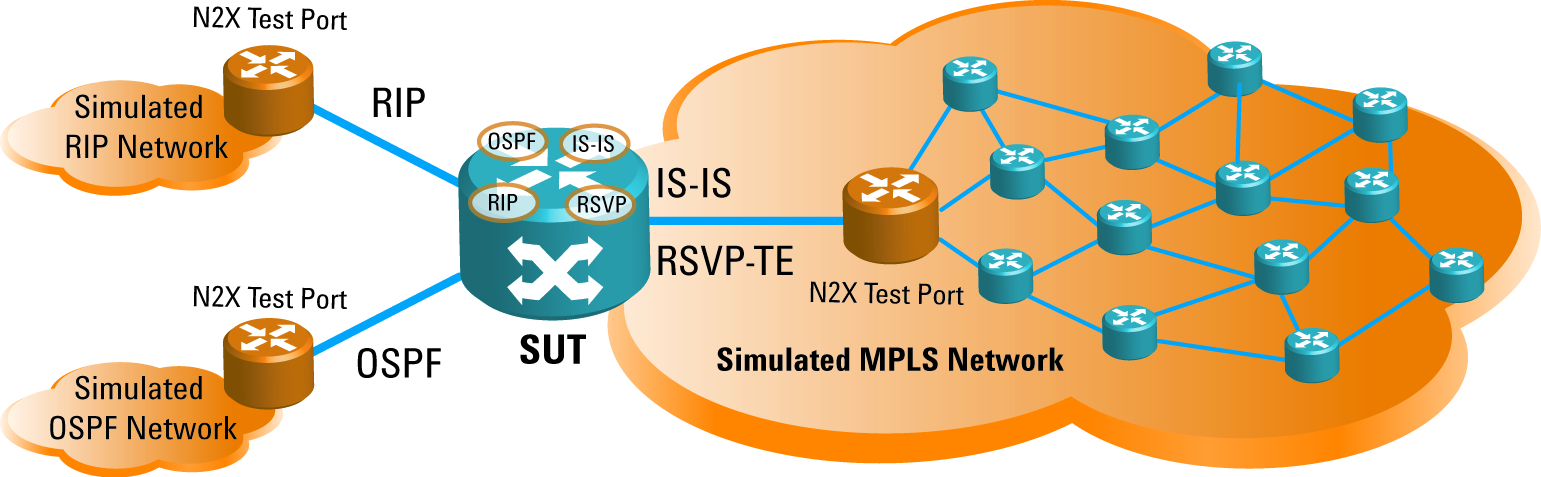 N2X Test Port
Simulated
RIP Network
RIP
OSPF
IS-IS
RIP
RSVP
SUT
N2X Test Port
Simulated
OSPF Network
OSPF
IS-IS
RSVP-TE
N2X Test Port
Simulated MPLS Network